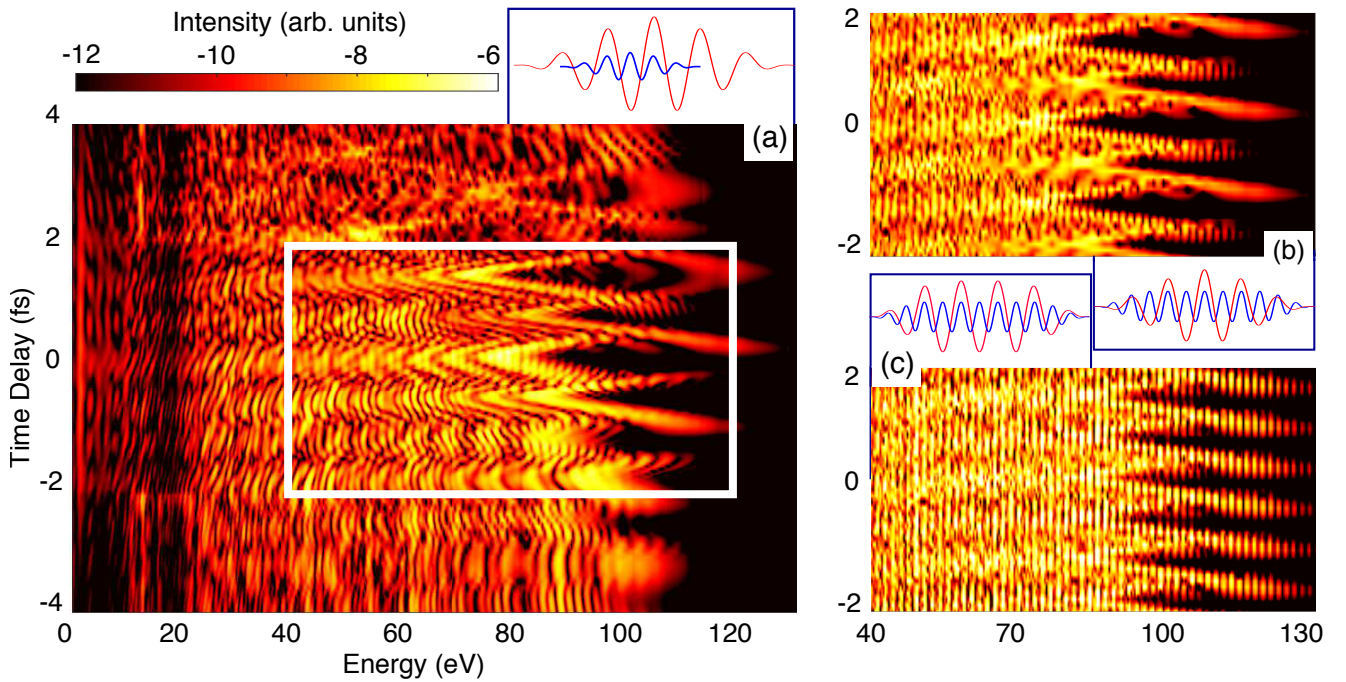 Intensity (arb. units)
-12 -10 -8 -6
(a)
4
2
0
-2
-4
Time Delay (fs)
0 20 40 60 80 100 120
Energy (eV)
2
0
-2
(b)
(c)
2
0
-2
40 70 100 130